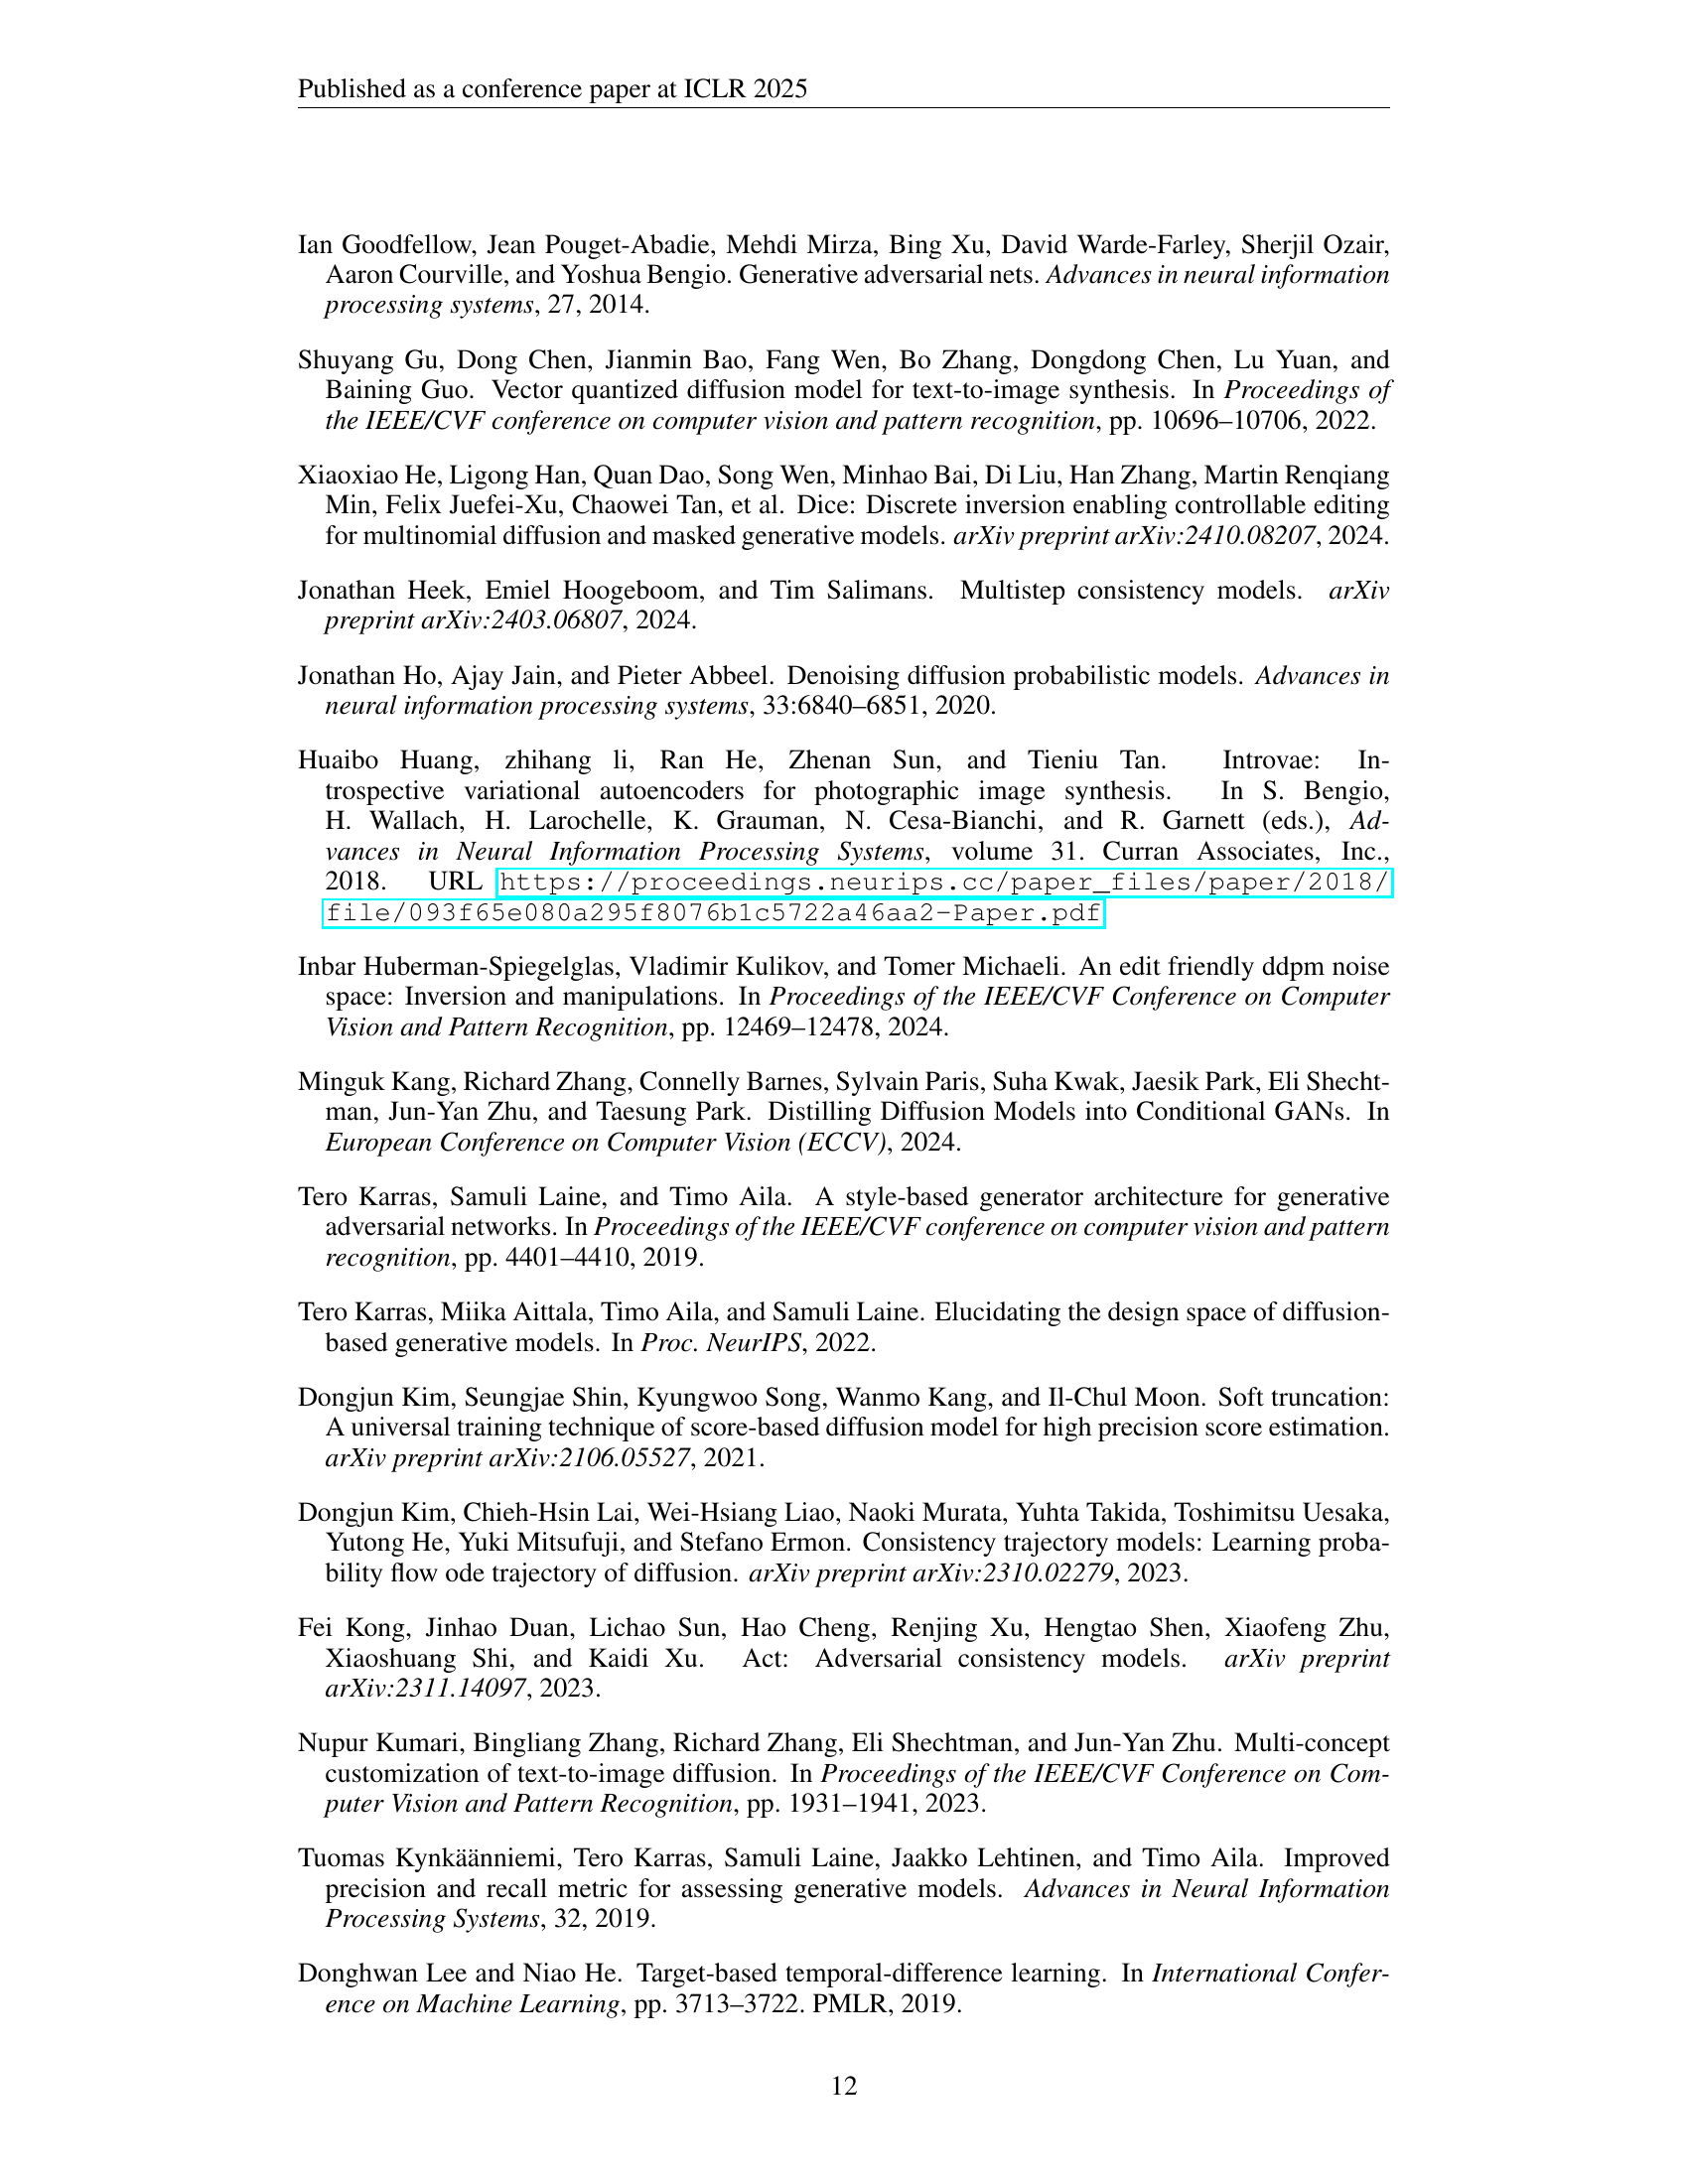 Published as a conference paper at ICLR 2025
Ian Goodfellow, Jean Pouget-Abadie, Mehdi Mirza, Bing Xu, David Warde-Farley, Sherjil Ozair,
Aaron Courville, and Yoshua Bengio. Generative adversarial nets. Advances in neural information
processing systems, 27, 2014.
Shuyang Gu, Dong Chen, Jianmin Bao, Fang Wen, Bo Zhang, Dongdong Chen, Lu Yuan, and
Baining Guo. Vector quantized diffusion model for text-to-image synthesis. In Proceedings of
the IEEE/CVF conference on computer vision and pattern recognition, pp. 10696–10706, 2022.
Xiaoxiao He, Ligong Han, Quan Dao, Song Wen, Minhao Bai, Di Liu, Han Zhang, Martin Renqiang
Min, Felix Juefei-Xu, Chaowei Tan, et al. Dice: Discrete inversion enabling controllable editing
for multinomial diffusion and masked generative models. arXiv preprint arXiv:2410.08207, 2024.
Jonathan Heek, Emiel Hoogeboom, and Tim Salimans. Multistep consistency models. arXiv
preprint arXiv:2403.06807, 2024.
Jonathan Ho, Ajay Jain, and Pieter Abbeel. Denoising diffusion probabilistic models. Advances in
neural information processing systems, 33:6840–6851, 2020.
Huaibo Huang, zhihang li, Ran He, Zhenan Sun, and Tieniu Tan. Introvae: In-
trospective variational autoencoders for photographic image synthesis. In S. Bengio,
H. Wallach, H. Larochelle, K. Grauman, N. Cesa-Bianchi, and R. Garnett (eds.), Ad-
vances in Neural Information Processing Systems, volume 31. Curran Associates, Inc.,
2018. URL https://proceedings.neurips.cc/paper_files/paper/2018/
file/093f65e080a295f8076b1c5722a46aa2-Paper.pdf
Inbar Huberman-Spiegelglas, Vladimir Kulikov, and Tomer Michaeli. An edit friendly ddpm noise
space: Inversion and manipulations. In Proceedings of the IEEE/CVF Conference on Computer
Vision and Pattern Recognition, pp. 12469–12478, 2024.
Minguk Kang, Richard Zhang, Connelly Barnes, Sylvain Paris, Suha Kwak, Jaesik Park, Eli Shecht-
man, Jun-Yan Zhu, and Taesung Park. Distilling Diffusion Models into Conditional GANs. In
European Conference on Computer Vision (ECCV), 2024.
Tero Karras, Samuli Laine, and Timo Aila. A style-based generator architecture for generative
adversarial networks. In Proceedings of the IEEE/CVF conference on computer vision and pattern
recognition, pp. 4401–4410, 2019.
Tero Karras, Miika Aittala, Timo Aila, and Samuli Laine. Elucidating the design space of diffusion-
based generative models. In Proc. NeurIPS, 2022.
Dongjun Kim, Seungjae Shin, Kyungwoo Song, Wanmo Kang, and Il-Chul Moon. Soft truncation:
A universal training technique of score-based diffusion model for high precision score estimation.
arXiv preprint arXiv:2106.05527, 2021.
Dongjun Kim, Chieh-Hsin Lai, Wei-Hsiang Liao, Naoki Murata, Yuhta Takida, Toshimitsu Uesaka,
Yutong He, Yuki Mitsufuji, and Stefano Ermon. Consistency trajectory models: Learning proba-
bility flow ode trajectory of diffusion. arXiv preprint arXiv:2310.02279, 2023.
Fei Kong, Jinhao Duan, Lichao Sun, Hao Cheng, Renjing Xu, Hengtao Shen, Xiaofeng Zhu,
Xiaoshuang Shi, and Kaidi Xu. Act: Adversarial consistency models. arXiv preprint
arXiv:2311.14097, 2023.
Nupur Kumari, Bingliang Zhang, Richard Zhang, Eli Shechtman, and Jun-Yan Zhu. Multi-concept
customization of text-to-image diffusion. In Proceedings of the IEEE/CVF Conference on Com-
puter Vision and Pattern Recognition, pp. 1931–1941, 2023.
Tuomas Kynkäänniemi, Tero Karras, Samuli Laine, Jaakko Lehtinen, and Timo Aila. Improved
precision and recall metric for assessing generative models. Advances in Neural Information
Processing Systems, 32, 2019.
Donghwan Lee and Niao He. Target-based temporal-difference learning. In International Confer-
ence on Machine Learning, pp. 3713–3722. PMLR, 2019.
12